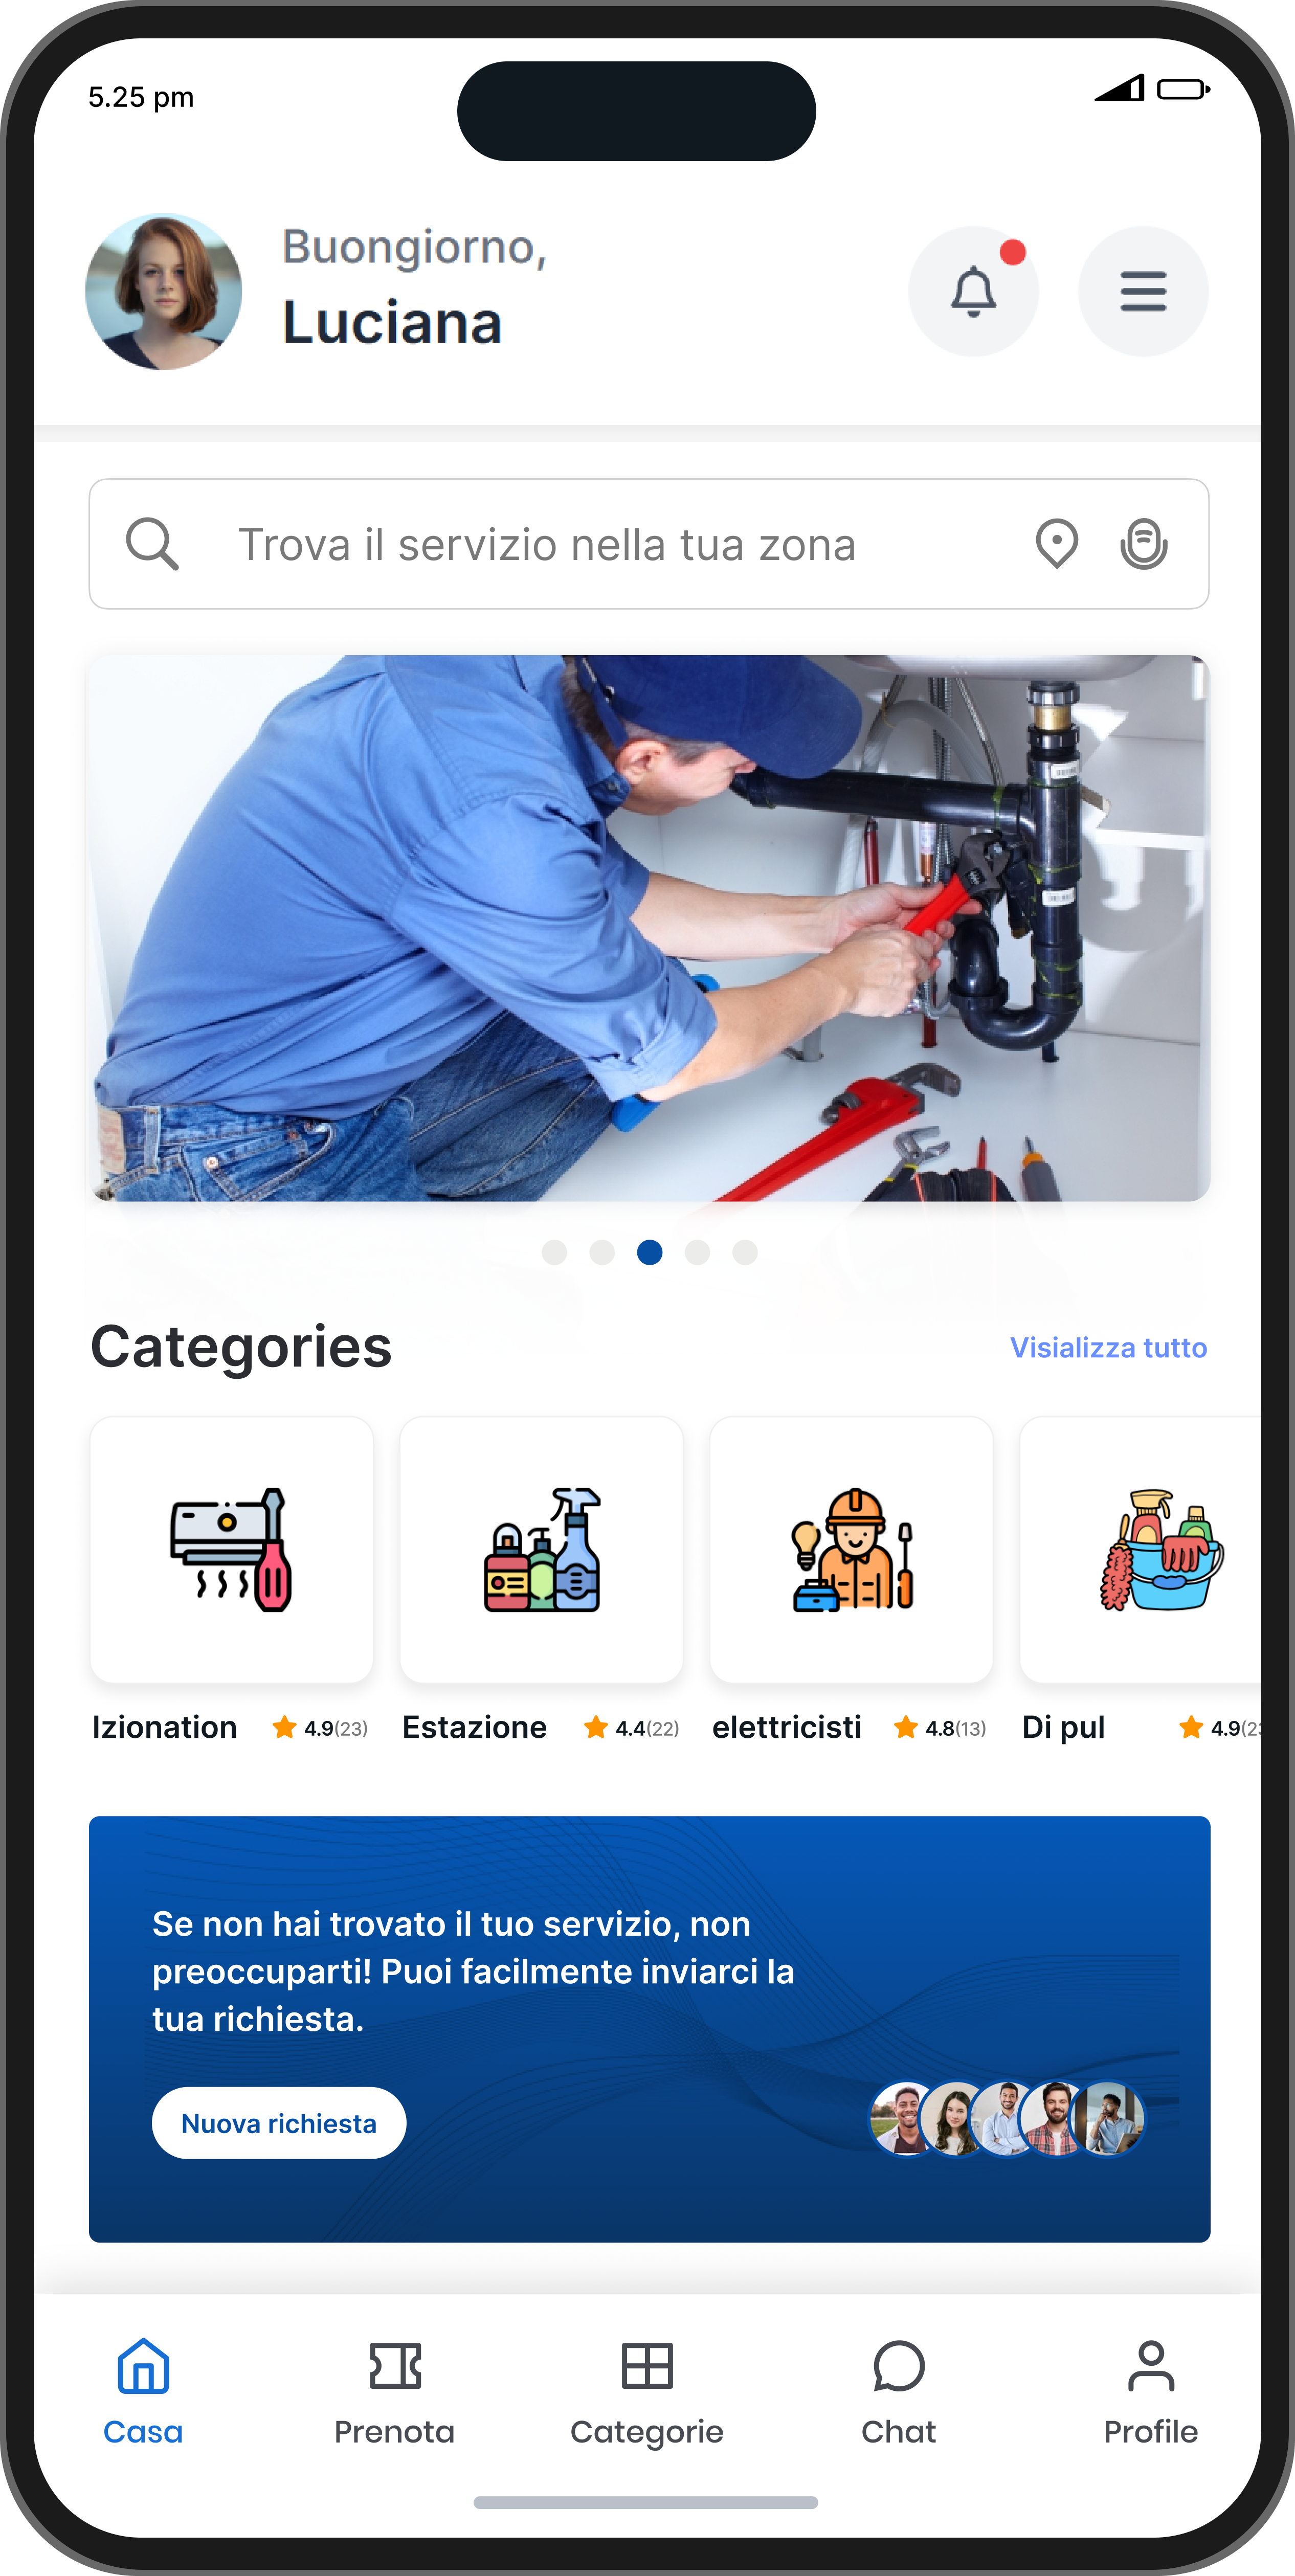 5.25 pm
Buongiorno,
Luciana
Trova il servizio nella tua zona
Categories
Visializza tutto
Izionation 4.9(23)
Estazione 4.4(22)
elettricisti 4.8(13)
Di pul 4.9(23
Se non hai trovato il tuo servizio, non
preoccuparti! Puoi facilmente inviarci la
tua richiesta.
Nuova richiesta
Casa
Prenota
Categorie
Chat
Profile